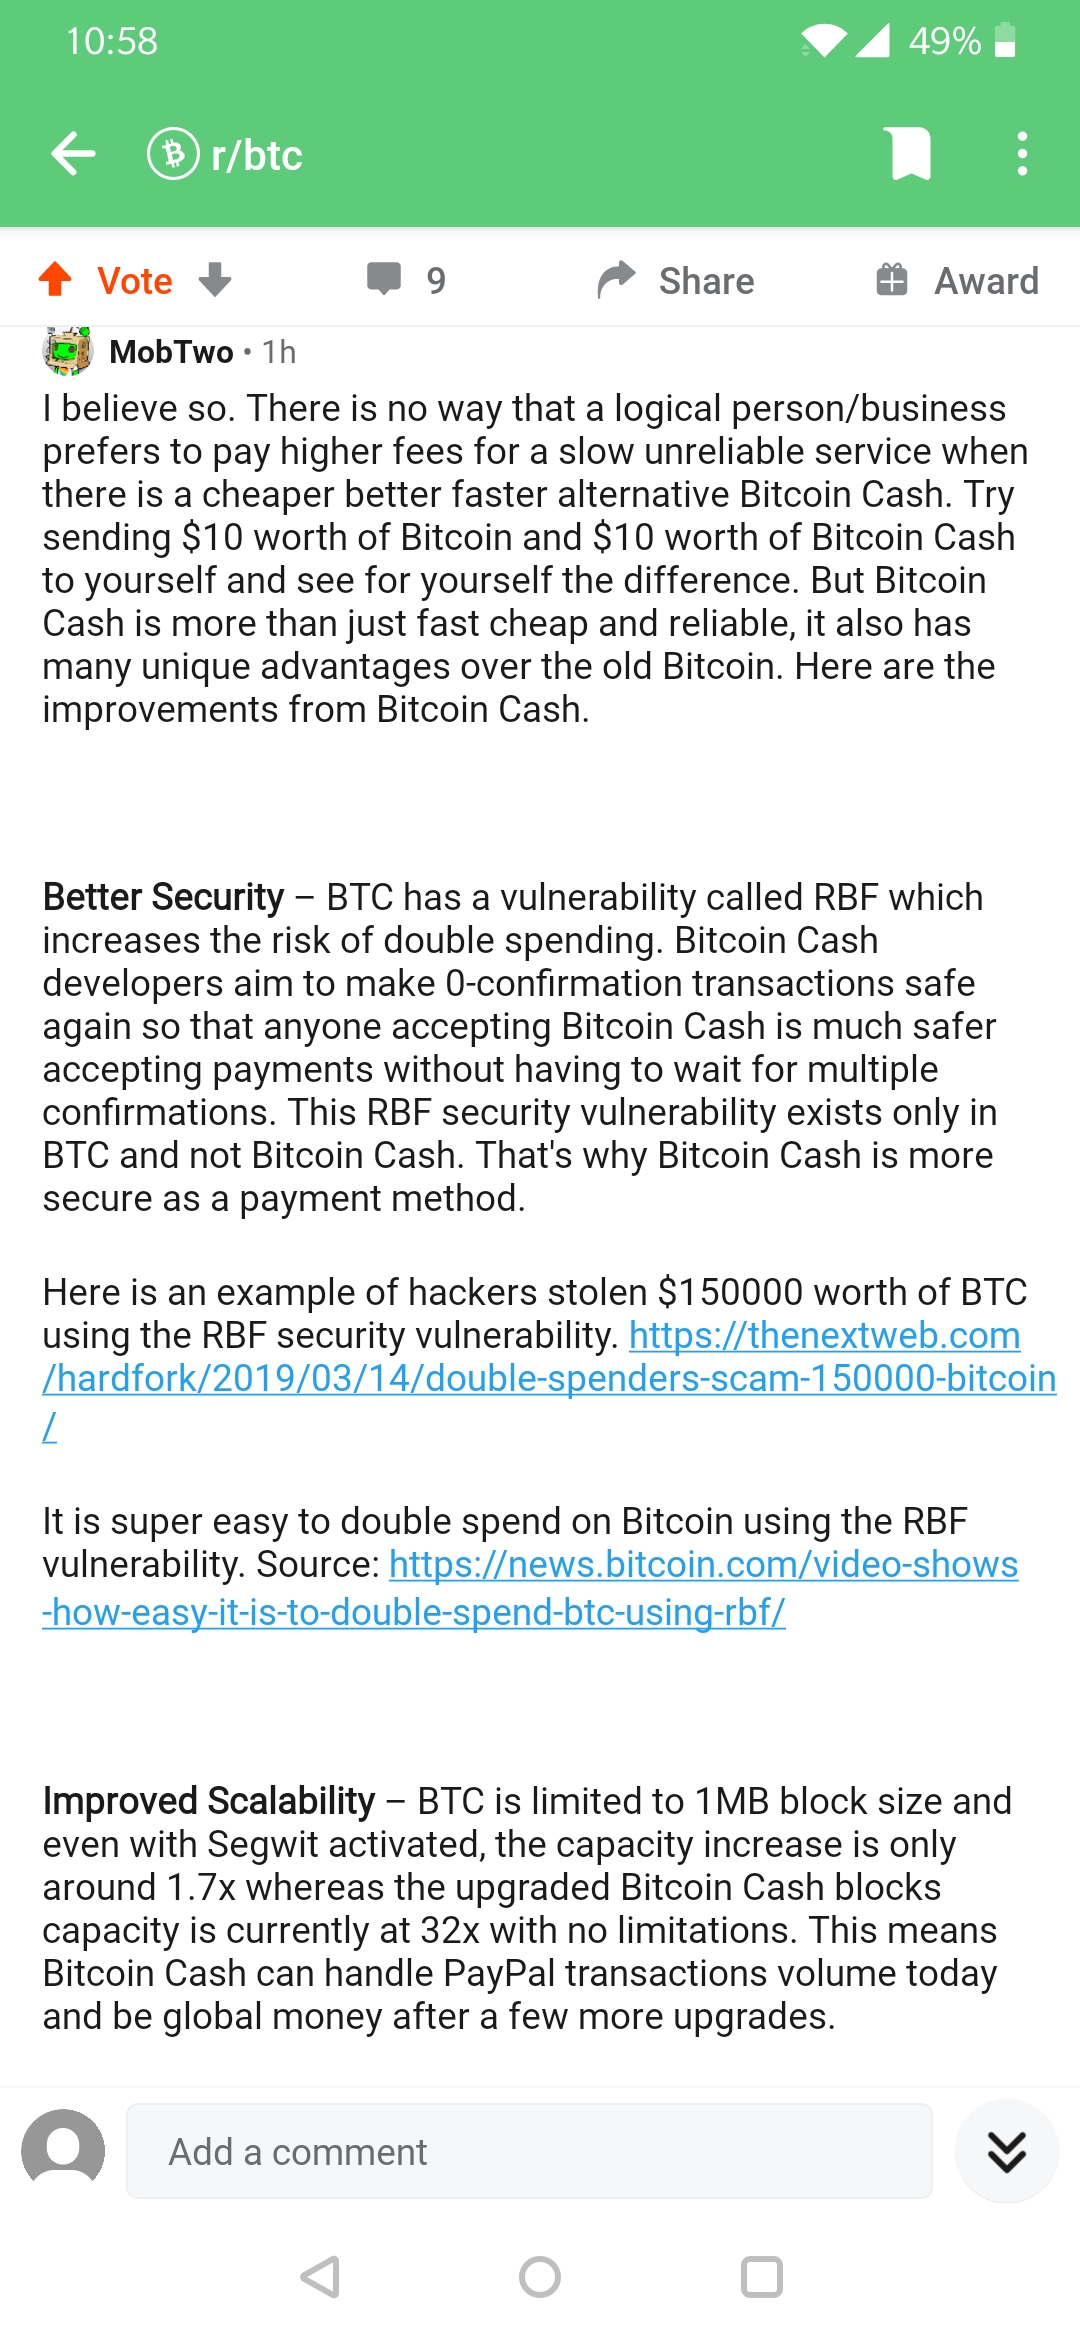 10:58
49%
r/btc
Vote
9
Share
Award
MobTwo • 1h
I believe so. There is no way that a logical person/business
prefers to pay higher fees for a slow unreliable service when
there is a cheaper better faster alternative Bitcoin Cash. Try
sending $10 worth of Bitcoin and $10 worth of Bitcoin Cash
to yourself and see for yourself the difference. But Bitcoin
Cash is more than just fast cheap and reliable, it also has
many unique advantages over the old Bitcoin. Here are the
improvements from Bitcoin Cash.
Better Security – BTC has a vulnerability called RBF which
increases the risk of double spending. Bitcoin Cash
developers aim to make 0-confirmation transactions safe
again so that anyone accepting Bitcoin Cash is much safer
accepting payments without having to wait for multiple
confirmations. This RBF security vulnerability exists only in
BTC and not Bitcoin Cash. That's why Bitcoin Cash is more
secure as a payment method.
Here is an example of hackers stolen $150000 worth of BTC
using the RBF security vulnerability. https://thenextweb.com
/hardfork/2019/03/14/double-spenders-scam-150000-bitcoin
/
It is super easy to double spend on Bitcoin using the RBF
vulnerability. Source: https://news.bitcoin.com/video-shows
-how-easy-it-is-to-double-spend-btc-using-rbf/
Improved Scalability – BTC is limited to 1MB block size and
even with Segwit activated, the capacity increase is only
around 1.7x whereas the upgraded Bitcoin Cash blocks
capacity is currently at 32x with no limitations. This means
Bitcoin Cash can handle PayPal transactions volume today
and be global money after a few more upgrades.
Add a comment